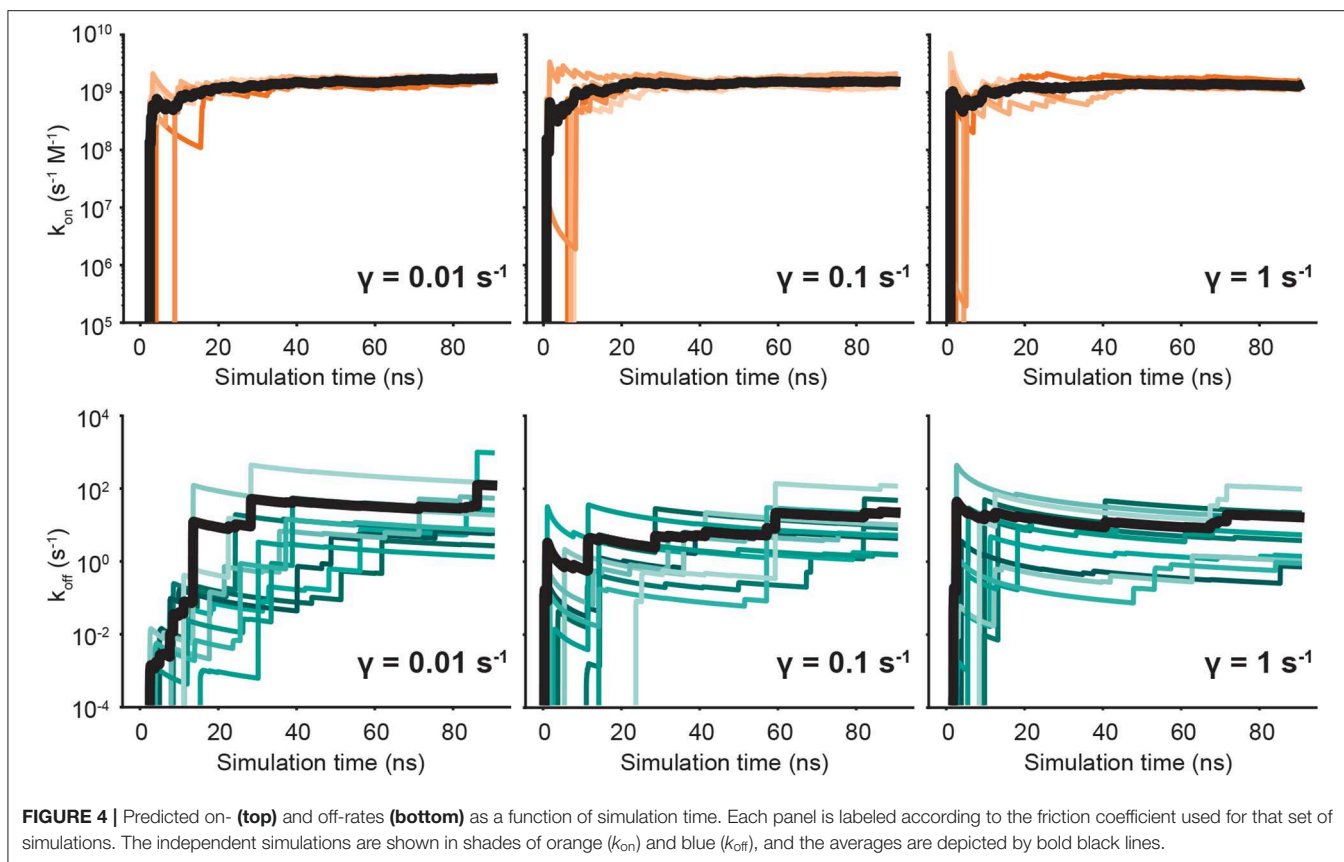 10^10
10^9
10^8
10^7
10^6
10^5
k_on (s^-1 M^-1)
γ = 0.01 s^-1
γ = 0.1 s^-1
γ = 1 s^-1
0 20 40 60 80
0 20 40 60 80
0 20 40 60 80
Simulation time (ns)
Simulation time (ns)
Simulation time (ns)
10^4
10^2
10^0
10^-2
10^-4
k_off (s^-1)
γ = 0.01 s^-1
γ = 0.1 s^-1
γ = 1 s^-1
0 20 40 60 80
0 20 40 60 80
0 20 40 60 80
Simulation time (ns)
Simulation time (ns)
Simulation time (ns)
FIGURE 4 | Predicted on- (top) and off-rates (bottom) as a function of simulation time. Each panel is labeled according to the friction coefficient used for that set of
simulations. The independent simulations are shown in shades of orange (k_on) and blue (k_off), and the averages are depicted by bold black lines.